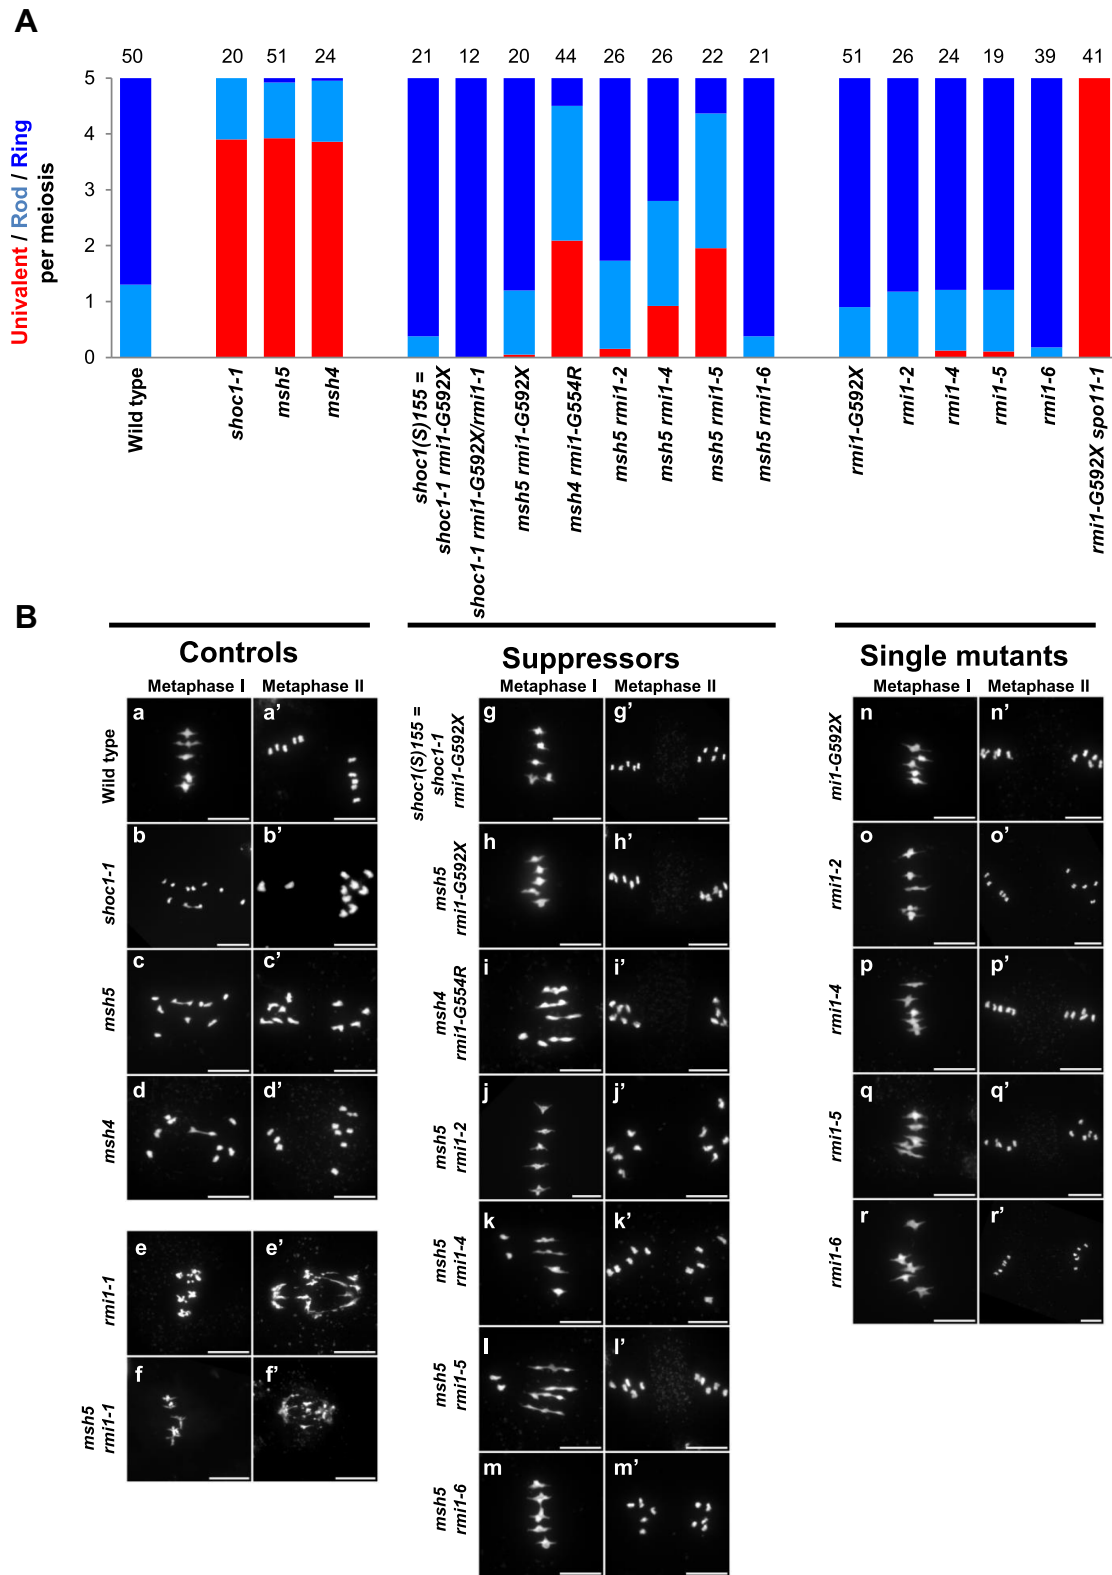 A
50 20 51 24 21 12 20 44 26 26 22 21 51 26 24 19 39 41
Univalent / Rod / Ring
per meiosis
5
4
3
2
1
0
Wild type
shoc1-1
msh5
msh4
shoc1(S)155 =
shoc1-1 rmi1-G592X
shoc1-1 rmi1-G592X/rmi1-1
msh5 rmi1-G592X
msh4 rmi1-G554R
msh5 rmi1-2
msh5 rmi1-4
msh5 rmi1-5
msh5 rmi1-6
rmi1-G592X
rmi1-2
rmi1-4
rmi1-5
rmi1-6
rmi1-G592X spo11-1
B
Controls
Metaphase I Metaphase II
Wild type
a a’
shoc1-1
b b’
msh5
c c’
msh4
d d’
rmi1-1
e e’
msh5
rmi1-1
f f’
Suppressors
Metaphase I Metaphase II
shoc1(S)155 =
shoc1-1
rmi1-G592X
g g’
msh5
rmi1-G592X
h h’
msh4
rmi1-G554R
i i’
msh5
rmi1-2
j j’
msh5
rmi1-4
k k’
msh5
rmi1-5
l l’
msh5
rmi1-6
m m’
Single mutants
Metaphase I Metaphase II
mi1-G592X
n n’
rmi1-2
o o’
rmi1-4
p p’
rmi1-5
q q’
rmi1-6
r r’